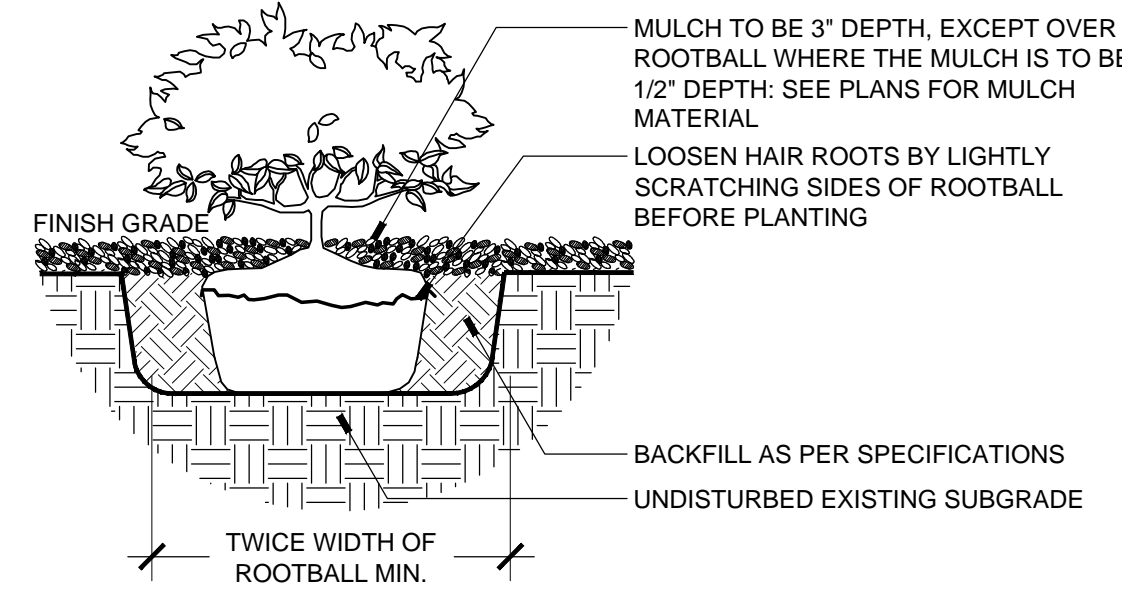 MULCH TO BE 3" DEPTH, EXCEPT OVER
ROOTBALL WHERE THE MULCH IS TO BE
1/2" DEPTH: SEE PLANS FOR MULCH
MATERIAL
LOOSEN HAIR ROOTS BY LIGHTLY
SCRATCHING SIDES OF ROOTBALL
BEFORE PLANTING
FINISH GRADE
BACKFILL AS PER SPECIFICATIONS
UNDISTURBED EXISTING SUBGRADE
TWICE WIDTH OF
ROOTBALL MIN.